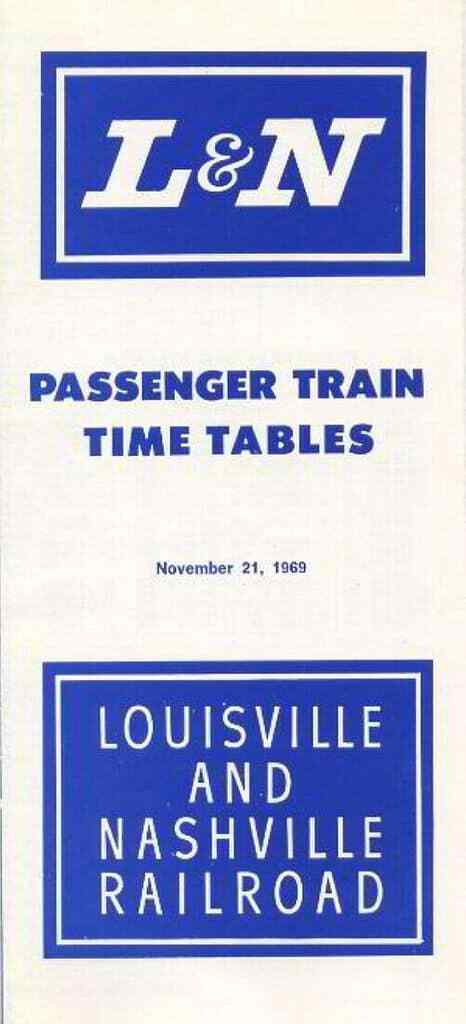 L&N
PASSENGER TRAIN
TIME TABLES
November 21, 1969
LOUISVILLE
AND
NASHVILLE
RAILROAD